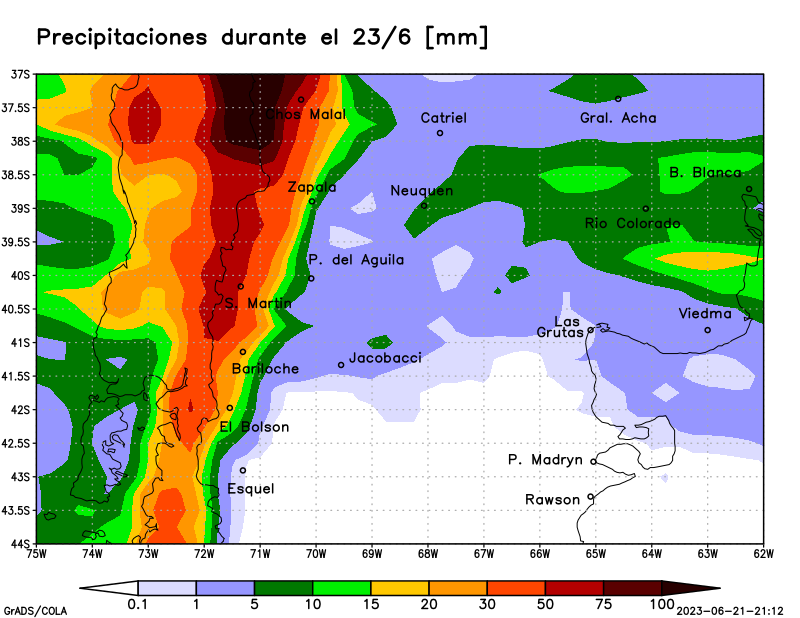 Precipitaciones durante el 23/6 [mm]
37S
37.5S
38S
38.5S
39S
39.5S
40S
40.5S
41S
41.5S
42S
42.5S
43S
43.5S
44S
Chos Malal
Catriel
Gral. Acha
B. Blanca
Zapala
Neuquen
Rio Colorado
P. del Aguila
S. Martin
Viedma
Las
Grutas
Jacobacci
Bariloche
El Bolson
P. Madryn
Esquel
Rawson
75W 74W 73W 72W 71W 70W 69W 68W 67W 66W 65W 64W 63W 62W
0.1 1 5 10 15 20 30 50 75 100
GrADS/COLA
2023-06-21-21:12